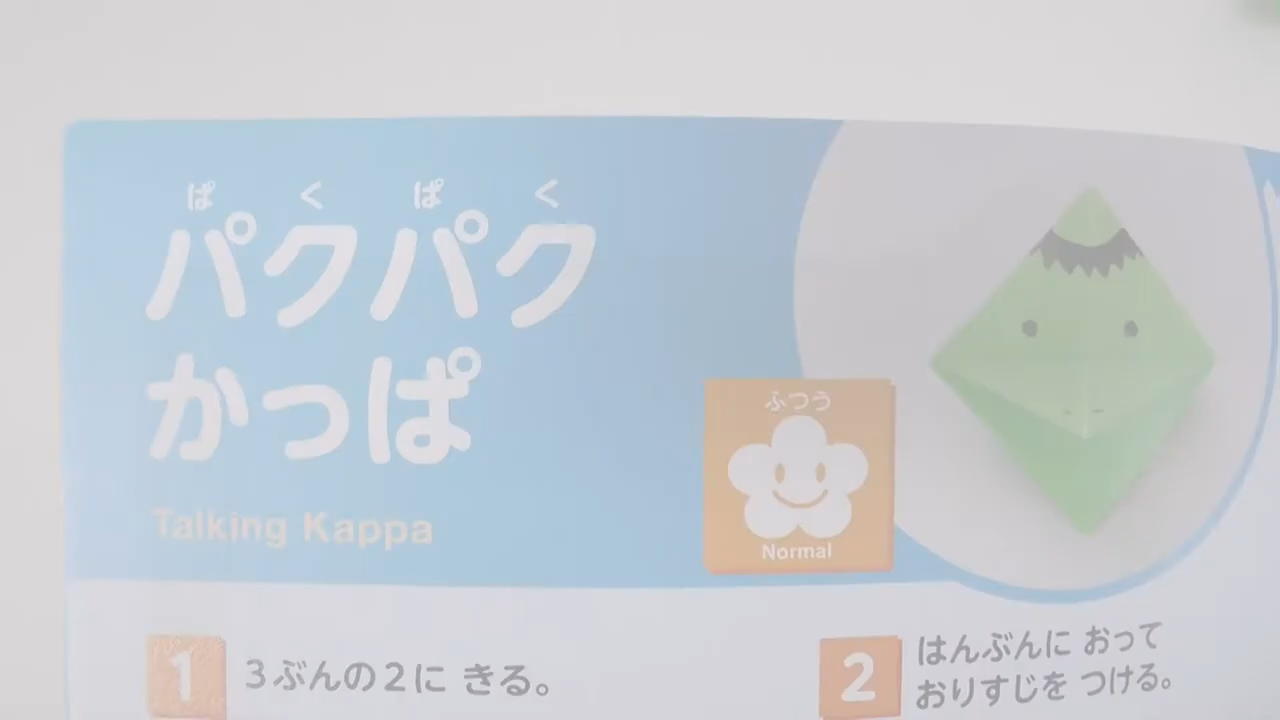 ぱ く ぱ く
パクパク
かっぱ
Talking Kappa
ふつう
Normal
1 3ぶんの2に きる。
2 はんぶんに おって
おりすじを つける。